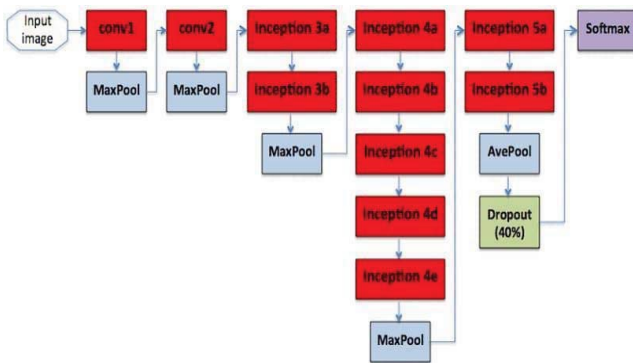 Input
image
conv1
MaxPool
conv2
MaxPool
Inception 3a
Inception 3b
MaxPool
Inception 4a
Inception 4b
Inception 4c
Inception 4d
Inception 4e
MaxPool
Inception 5a
Inception 5b
AvePool
Dropout
(40%)
Softmax